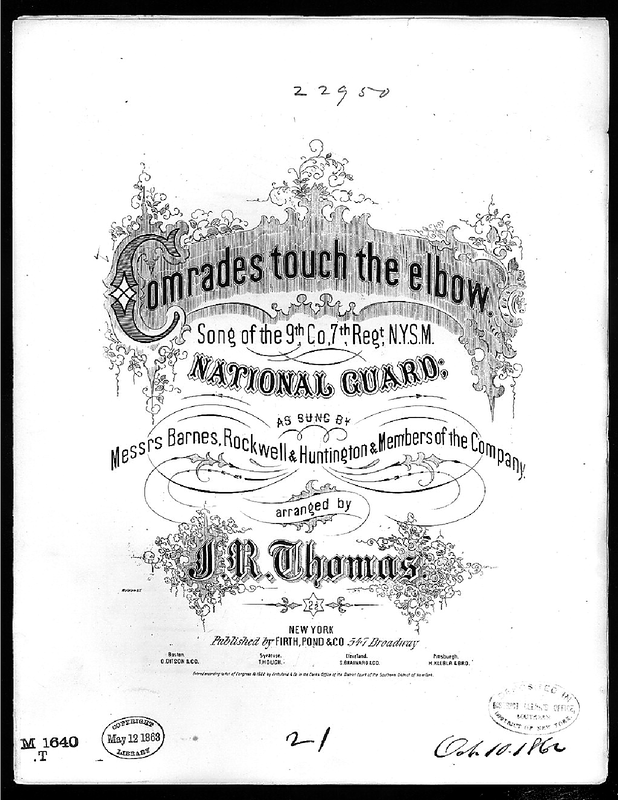 22950
Comrades touch the elbow.
Song of the 9th Co, 7th Regt N.Y.S.M.
NATIONAL GUARD;
AS SUNG BY
Messrs Barnes, Rockwell & Huntington & Members of the Company.
arranged by
J.R. Thomas.
NEW YORK
Published by FIRTH, POND & CO. 547 Broadway
Boston. Syracuse. Cleveland. Pittsburgh.
O. DITSON & CO. T. HOUGH. S. BRAINARD & CO. H. KLEBER & BRO.
COPYRIGHT
May 12 1863
LIBRARY
M 1640
.T
21
Oct. 10. 1862